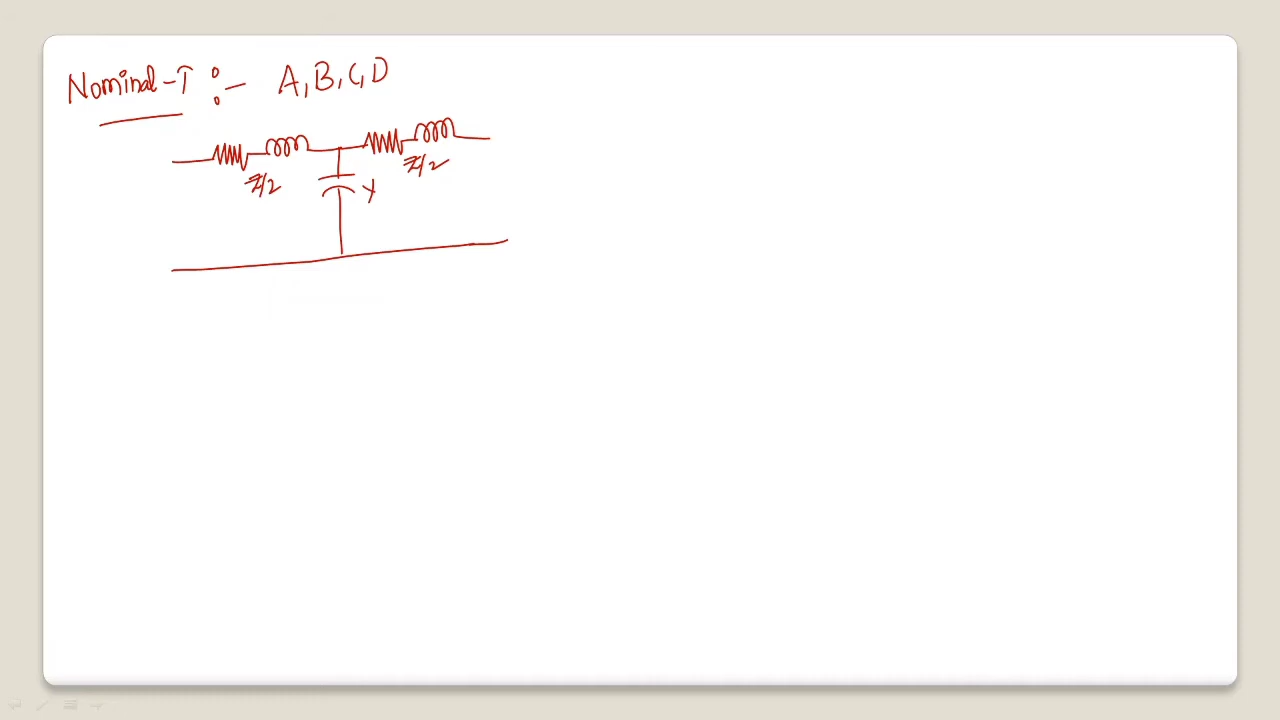 Nominal-T :- A, B, C, D
Z/2
Z/2
Y